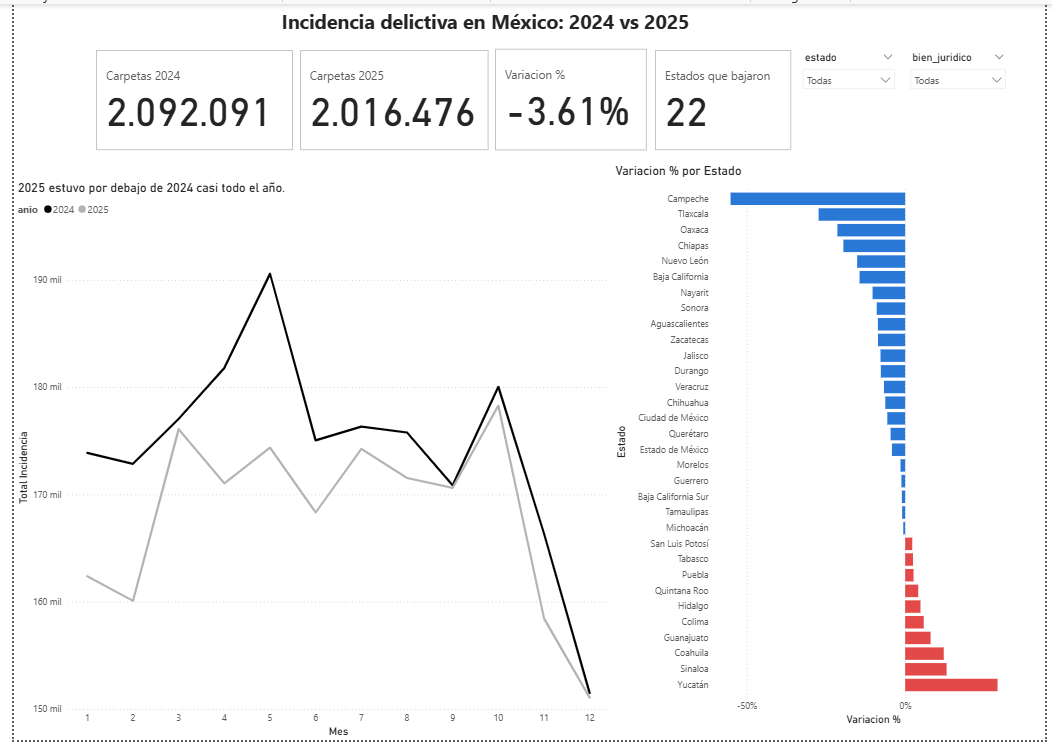 Incidencia delictiva en México: 2024 vs 2025
Carpetas 2024
2.092.091
Carpetas 2025
2.016.476
Variacion %
-3.61%
Estados que bajaron
22
estado
Todas
bien_juridico
Todas
2025 estuvo por debajo de 2024 casi todo el año.
anio 2024 2025
Total Incidencia
190 mil
180 mil
170 mil
160 mil
150 mil
1 2 3 4 5 6 7 8 9 10 11 12
Mes
Variacion % por Estado
Estado
Campeche
Tlaxcala
Oaxaca
Chiapas
Nuevo León
Baja California
Nayarit
Sonora
Aguascalientes
Zacatecas
Jalisco
Durango
Veracruz
Chihuahua
Ciudad de México
Querétaro
Estado de México
Morelos
Guerrero
Baja California Sur
Tamaulipas
Michoacán
San Luis Potosí
Tabasco
Puebla
Quintana Roo
Hidalgo
Colima
Guanajuato
Coahuila
Sinaloa
Yucatán
-50% 0%
Variacion %